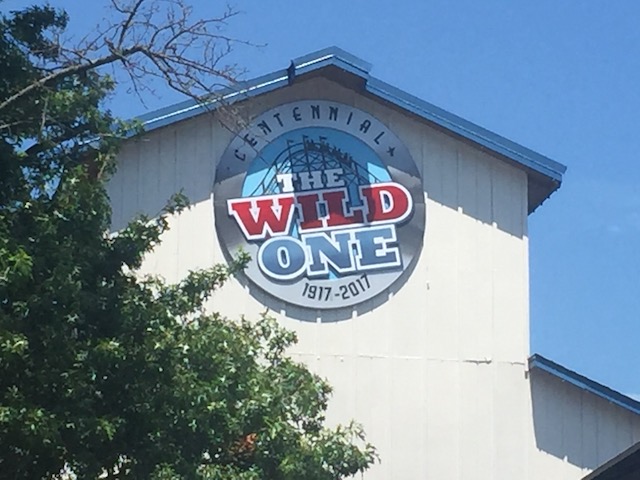 CENTENNIAL
THE
WILD
ONE
1917-2017